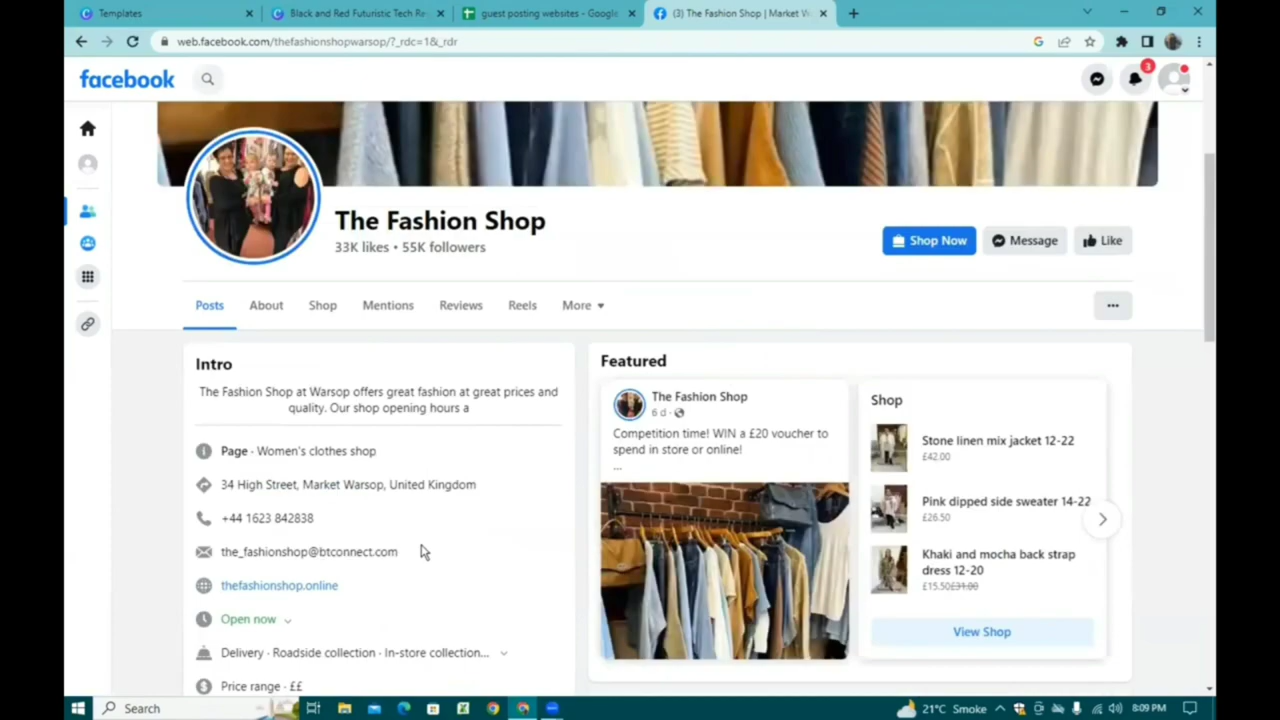 Templates
Black and Red Futuristic Tech Re
guest posting websites - Google
(3) The Fashion Shop | Market W
web.facebook.com/thefashionshopwarsop/?_rdc=1&_rdr
facebook
3
The Fashion Shop
33K likes • 55K followers
Shop Now
Message
Like
Posts
About
Shop
Mentions
Reviews
Reels
More
Intro
The Fashion Shop at Warsop offers great fashion at great prices and
quality. Our shop opening hours a
Page · Women's clothes shop
34 High Street, Market Warsop, United Kingdom
+44 1623 842838
the_fashionshop@btconnect.com
thefashionshop.online
Open now
Delivery · Roadside collection · In-store collection...
Price range · ££
Featured
The Fashion Shop
6 d
Competition time! WIN a £20 voucher to
spend in store or online!
...
Shop
Stone linen mix jacket 12-22
£42.00
Pink dipped side sweater 14-22
£26.50
Khaki and mocha back strap
dress 12-20
£15.50£31.00
View Shop
Search
21°C Smoke
8:09 PM